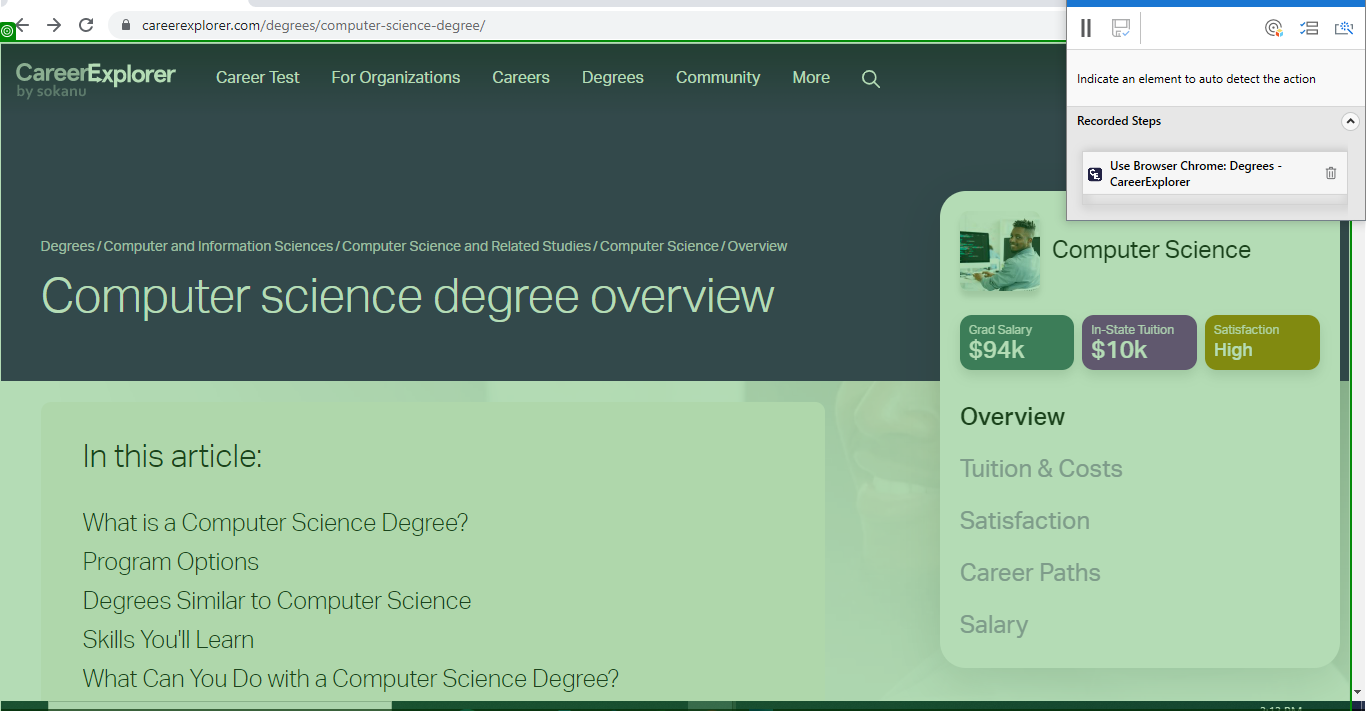 careerexplorer.com/degrees/computer-science-degree/
CareerExplorer
by sokanu
Career Test
For Organizations
Careers
Degrees
Community
More
Indicate an element to auto detect the action
Recorded Steps
Use Browser Chrome: Degrees -
CareerExplorer
Degrees / Computer and Information Sciences / Computer Science and Related Studies / Computer Science / Overview
Computer science degree overview
In this article:
What is a Computer Science Degree?
Program Options
Degrees Similar to Computer Science
Skills You'll Learn
What Can You Do with a Computer Science Degree?
Computer Science
Grad Salary
$94k
In-State Tuition
$10k
Satisfaction
High
Overview
Tuition & Costs
Satisfaction
Career Paths
Salary